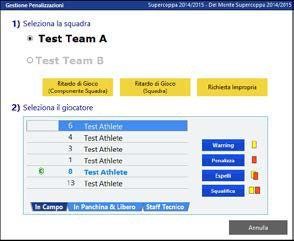 Gestione Penalizzazioni Supercoppa 2014/2015 - Del Monte Supercoppa 2014/2015
1) Seleziona la squadra
Test Team A
Test Team B
Ritardo di Gioco (Componente Squadra)
Ritardo di Gioco (Squadra)
Richiesta Impropria
2) Seleziona il giocatore
6 Test Athlete
4 Test Athlete
3 Test Athlete
1 Test Athlete
8 Test Athlete
13 Test Athlete
Warning
Penalizza
Espelli
Squalifica
In Campo In Panchina & Libero Staff Tecnico
Annulla